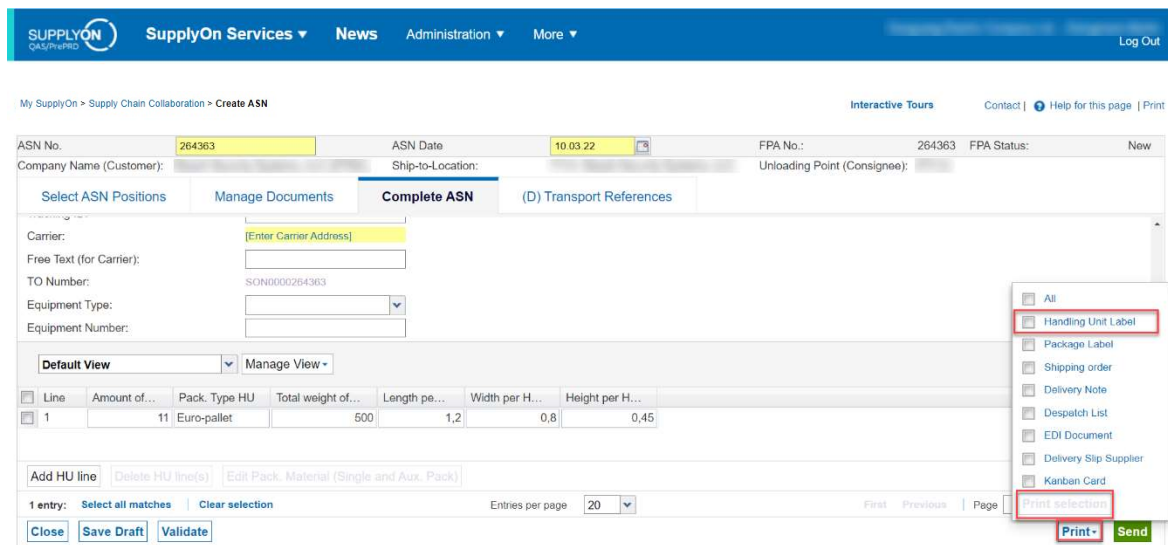 SUPPLYON
QAS/PrePRD
SupplyOn Services ▾ News Administration ▾ More ▾
Log Out
My SupplyOn > Supply Chain Collaboration > Create ASN
Interactive Tours Contact | Help for this page | Print
ASN No. 264363 ASN Date 10.03.22 FPA No.: 264363 FPA Status: New
Company Name (Customer): Ship-to-Location: Unloading Point (Consignee):
Select ASN Positions Manage Documents Complete ASN (D) Transport References
Carrier: [Enter Carrier Address]
Free Text (for Carrier):
TO Number: SON0000264363
Equipment Type:
Equipment Number:
All
Handling Unit Label
Package Label
Shipping order
Delivery Note
Despatch List
EDI Document
Delivery Slip Supplier
Kanban Card
Print selection
Default View Manage View
Line Amount of... Pack. Type HU Total weight of... Length pe... Width per H... Height per H...
1 11 Euro-pallet 500 1,2 0,8 0,45
Add HU line Delete HU line(s) Edit Pack. Material (Single and Aux. Pack)
1 entry: Select all matches | Clear selection Entries per page 20 First Previous | Page
Close Save Draft Validate Print Send